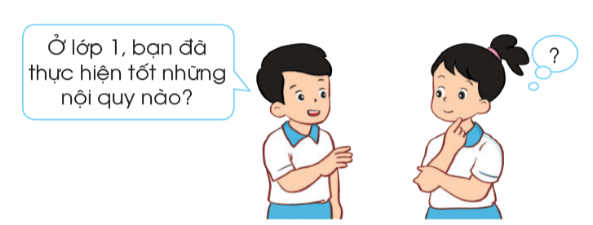 Ở lớp 1, bạn đã
thực hiện tốt những
nội quy nào?
?